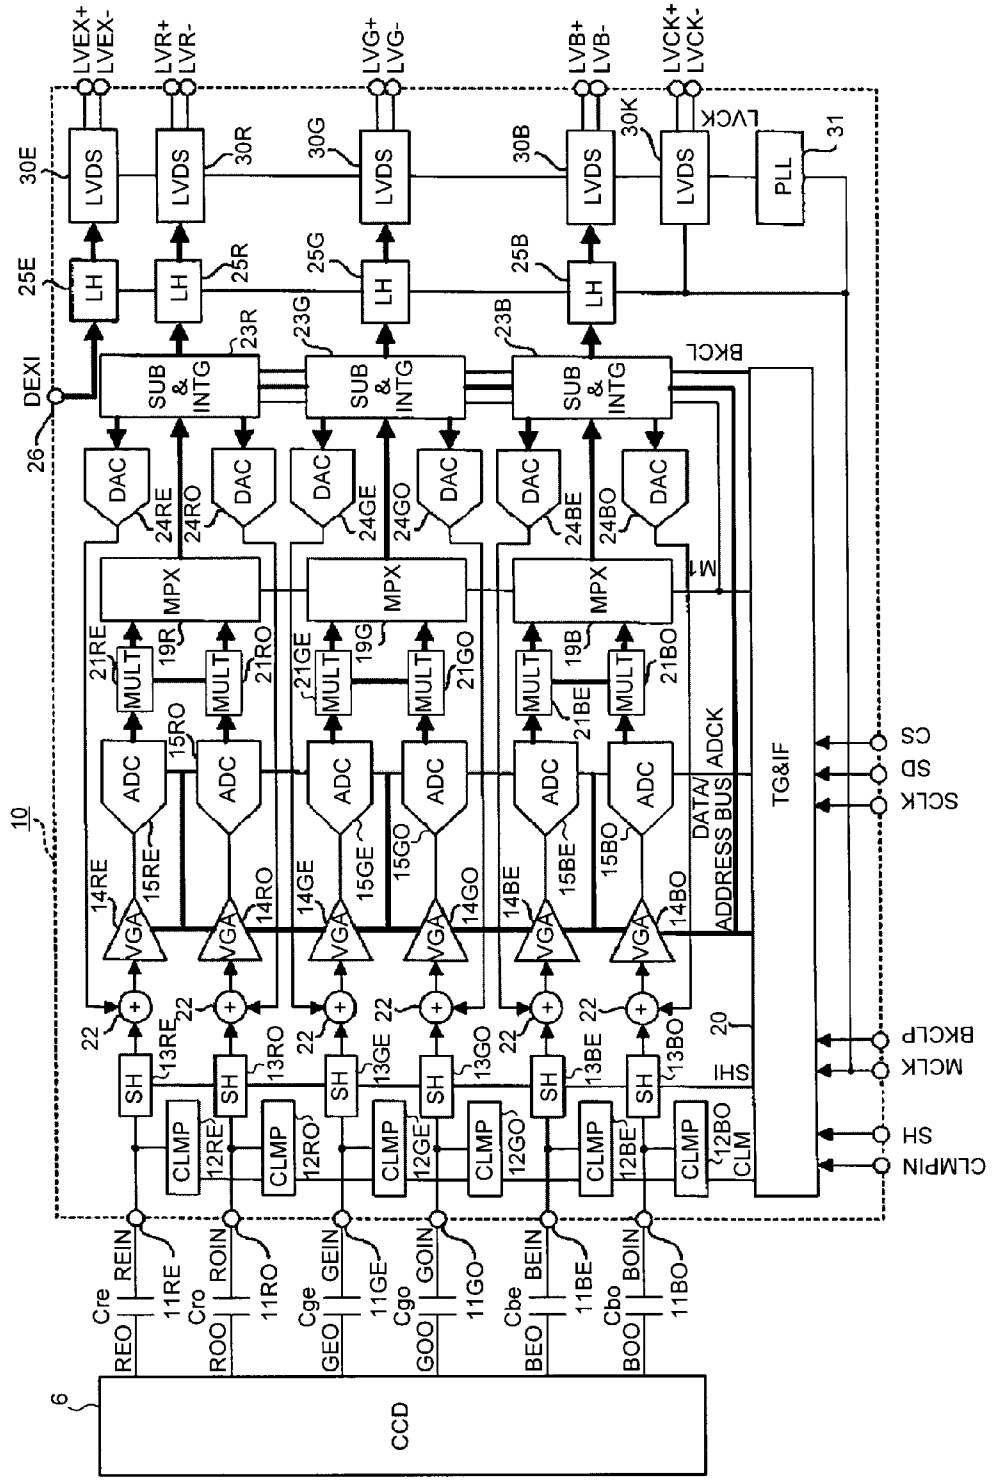 LVEX+
LVEX-
LVR+
LVR-
LVG+
LVG-
LVB+
LVB-
LVCK+
LVCK-
30E
LVDS
LVDS
30R
30G
LVDS
30B
LVDS
30K
LVDS
LVCK
PLL
31
25E
LH
LH
25R
25G
LH
25B
LH
DEXI
26
SUB
&
INTG
23R
SUB
&
INTG
23G
SUB
&
INTG
23B
BKCL
DAC
24RE
DAC
24RO
DAC
24GE
DAC
24GO
DAC
24BE
DAC
24BO
MPX
19R
MPX
19G
MPX
19B
M1
21RE
MULT
MULT
21RO
21GE
MULT
MULT
21GO
MULT
21BE
MULT
21BO
ADC
15RE
15RO
ADC
ADC
15GE
ADC
15GO
ADC
15BE
ADC
15BO
ADCK
DATA/
ADDRESS BUS
10
14RE
VGA
VGA
14RO
VGA
14GE
VGA
14GO
VGA
14BE
VGA
14BO
+
22
+
22
+
22
+
22
+
22
+
22
SH
13RE
SH
13RO
SH
13GE
SH
13GO
SH
13BE
SH
13BO
SHI
20
TG&IF
CLMP
12RE
CLMP
12RO
CLMP
12GE
CLMP
12GO
CLMP
12BE
CLMP
12BO
CLM
CS
SD
SCLK
BKCLP
MCLK
SH
CLMPIN
REIN
11RE
ROIN
11RO
GEIN
11GE
GOIN
11GO
BEIN
11BE
BOIN
11BO
Cre
Cro
Cge
Cgo
Cbe
Cbo
REO
ROO
GEO
GOO
BEO
BOO
6
CCD